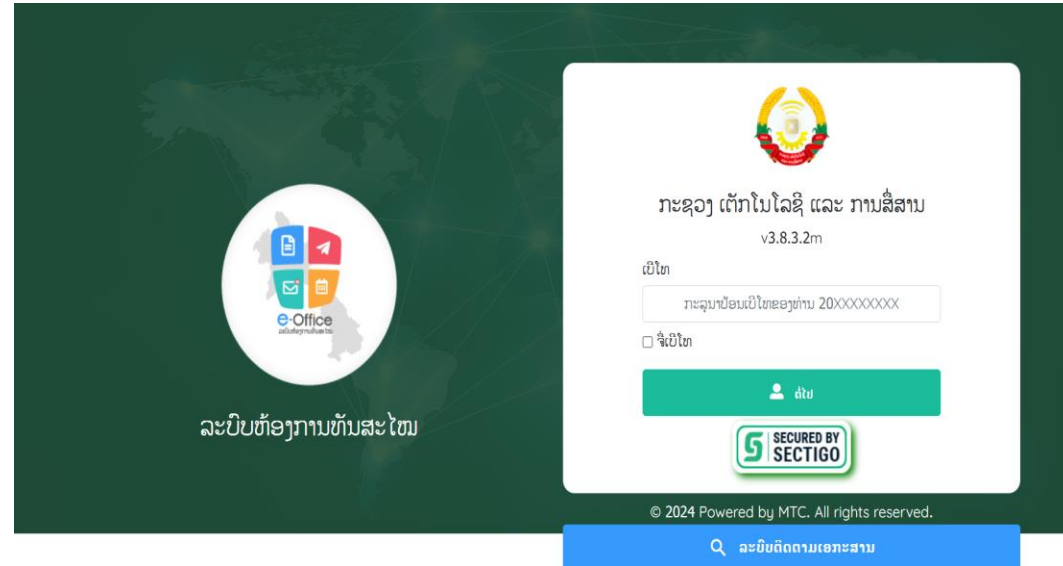 e-Office
ລະບົບຫ້ອງການທັນສະໄໝ
ກະຊວງ ເຕັກໂນໂລຊີ ແລະ ການສື່ສານ
v3.8.3.2m
ເບີໂທ
ກະລຸນາປ້ອນເບີໂທຂອງທ່ານ 20XXXXXXXX
ຈື່ເບີໂທ
ຕໍ່ໄປ
SECURED BY
SECTIGO
© 2024 Powered by MTC. All rights reserved.
ລະບົບຕິດຕາມເອກະສານ